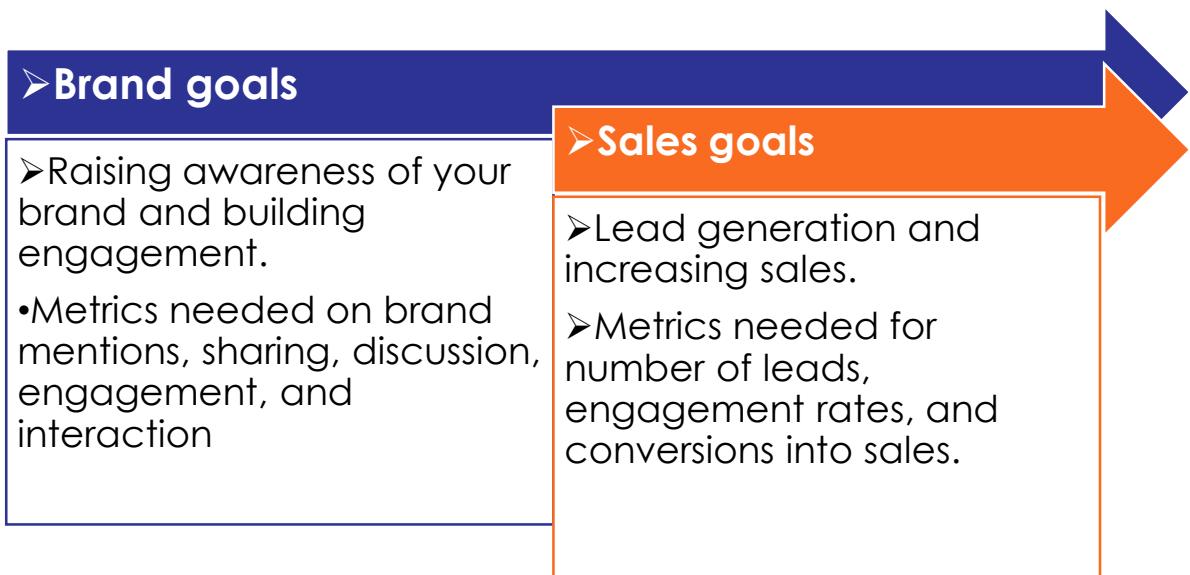 ➢Brand goals
➢Raising awareness of your
brand and building
engagement.
•Metrics needed on brand
mentions, sharing, discussion,
engagement, and
interaction
➢Sales goals
➢Lead generation and
increasing sales.
➢Metrics needed for
number of leads,
engagement rates, and
conversions into sales.